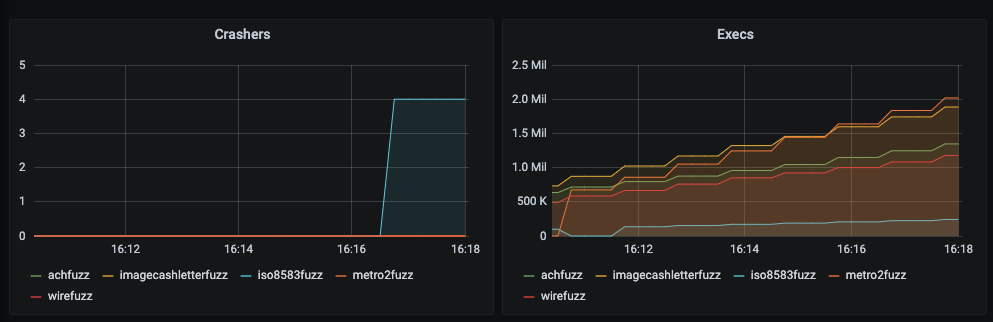 Crashers
5
4
3
2
1
0
16:12 16:14 16:16 16:18
achfuzz imagecashletterfuzz iso8583fuzz metro2fuzz
wirefuzz
Execs
2.5 Mil
2.0 Mil
1.5 Mil
1.0 Mil
500 K
0
16:12 16:14 16:16 16:18
achfuzz imagecashletterfuzz iso8583fuzz metro2fuzz
wirefuzz